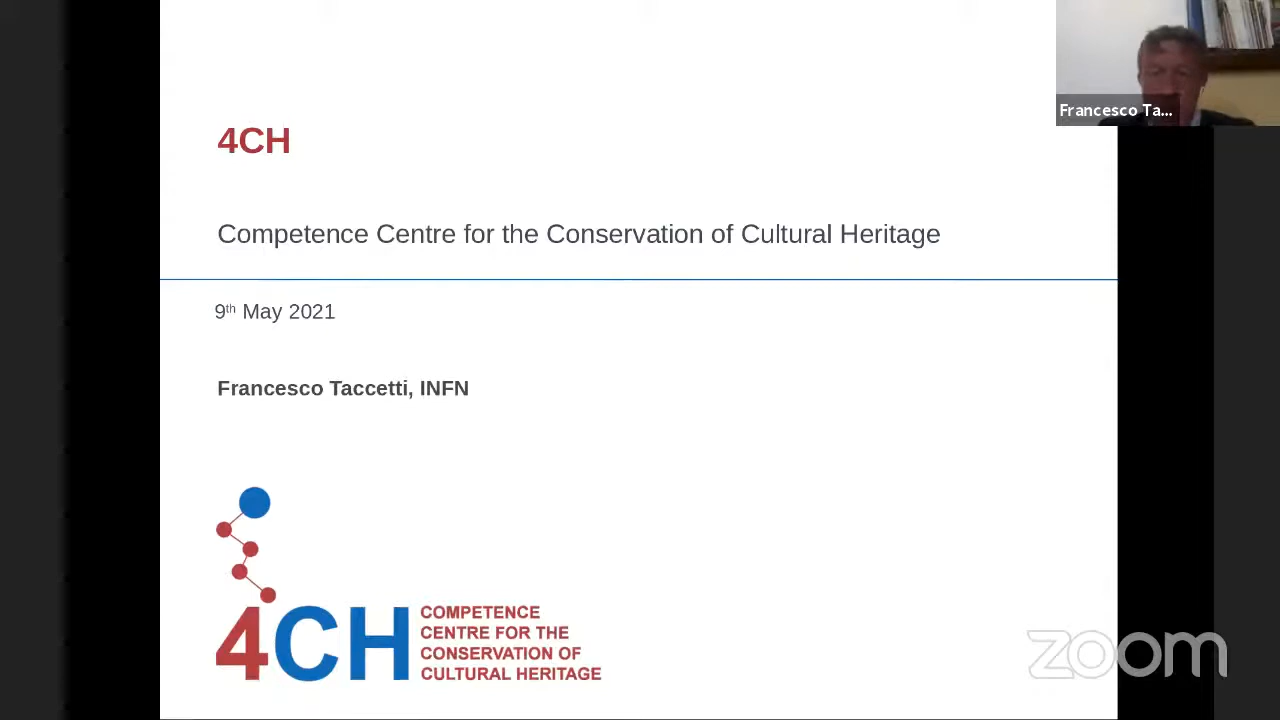 Francesco Ta...
4CH
Competence Centre for the Conservation of Cultural Heritage
9th May 2021
Francesco Taccetti, INFN
4CH
COMPETENCE
CENTRE FOR THE
CONSERVATION OF
CULTURAL HERITAGE
zoom